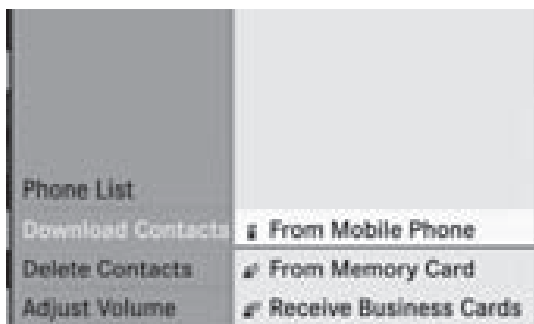 Phone List
Download Contacts
From Mobile Phone
Delete Contacts
From Memory Card
Adjust Volume
Receive Business Cards